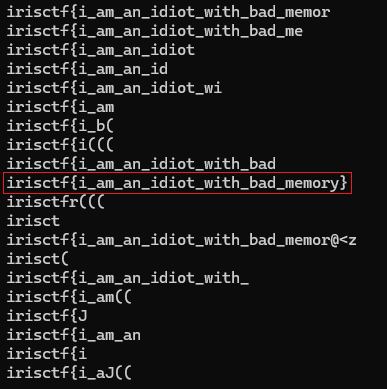 irisctf{i_am_an_idiot_with_bad_memor
irisctf{i_am_an_idiot_with_bad_me
irisctf{i_am_an_idiot
irisctf{i_am_an_id
irisctf{i_am_an_idiot_wi
irisctf{i_am
irisctf{i_b(
irisctf{i(((
irisctf{i_am_an_idiot_with_bad
irisctf{i_am_an_idiot_with_bad_memory}
irisctfr(((
irisct
irisctf{i_am_an_idiot_with_bad_memor@<z
irisct(
irisctf{i_am_an_idiot_with_
irisctf{i_am((
irisctf{J
irisctf{i_am_an
irisctf{i
irisctf{i_aJ((